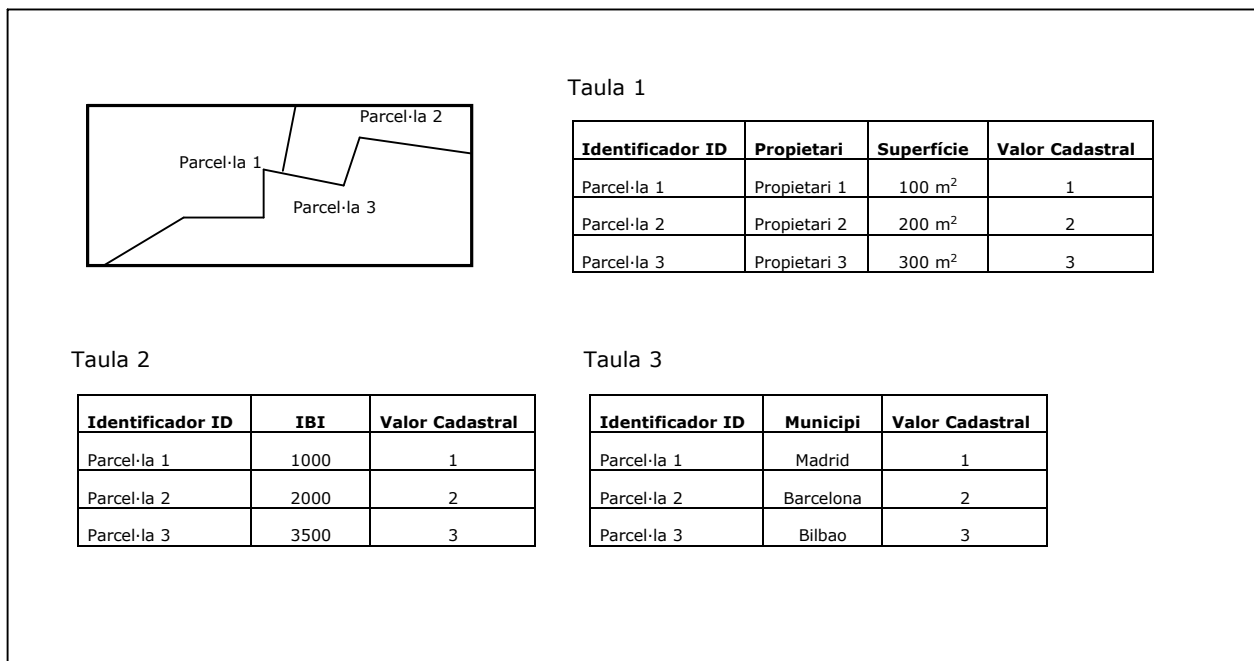 Taula 1
Parcel·la 2
Parcel·la 1
Parcel·la 3
Identificador ID Propietari Superfície Valor Cadastral
Parcel·la 1 Propietari 1 100 m² 1
Parcel·la 2 Propietari 2 200 m² 2
Parcel·la 3 Propietari 3 300 m² 3
Taula 2
Identificador ID IBI Valor Cadastral
Parcel·la 1 1000 1
Parcel·la 2 2000 2
Parcel·la 3 3500 3
Taula 3
Identificador ID Municipi Valor Cadastral
Parcel·la 1 Madrid 1
Parcel·la 2 Barcelona 2
Parcel·la 3 Bilbao 3